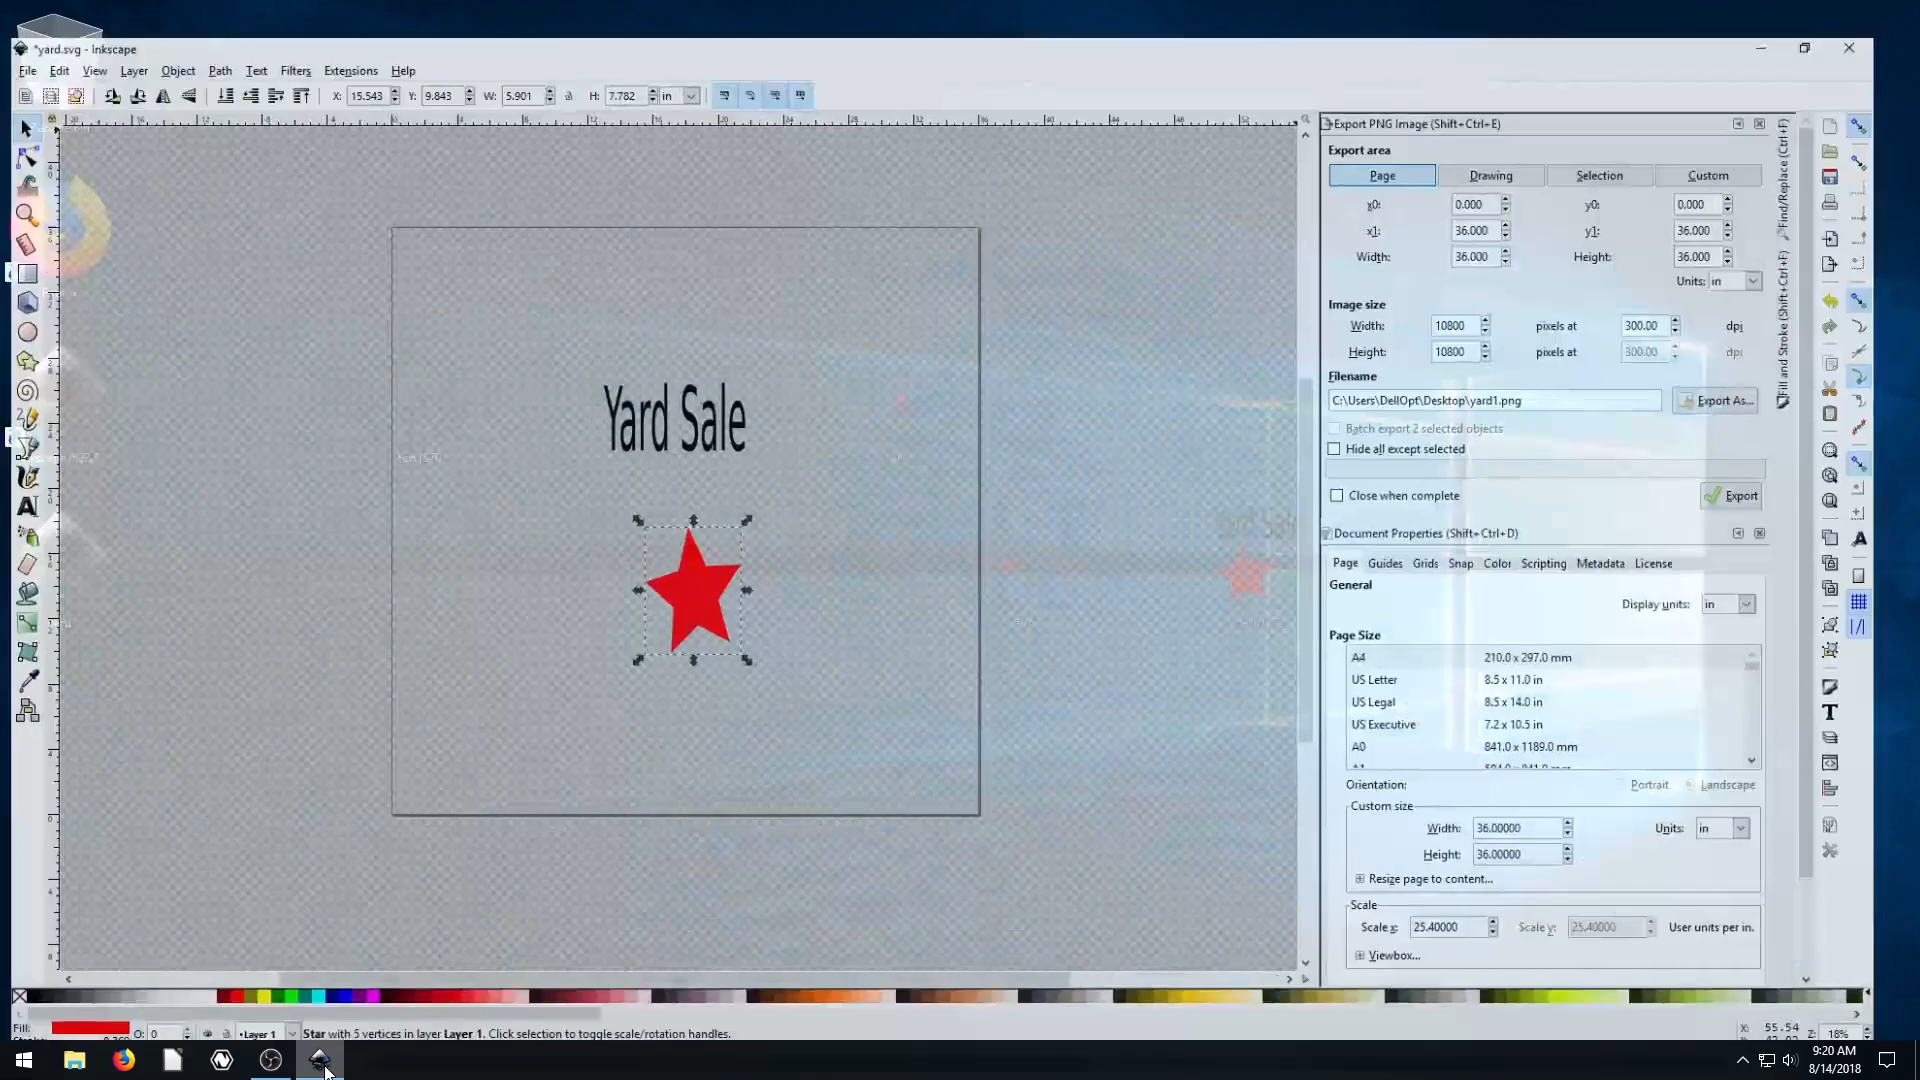 *yard.svg - Inkscape
File Edit View Layer Object Path Text Filters Extensions Help
X: 15.543 Y: 9.843 W: 5.901 H: 7.782 in
Export PNG Image (Shift+Ctrl+E)
Export area
Page Drawing Selection Custom
x0: 0.000 y0: 0.000
x1: 36.000 y1: 36.000
Width: 36.000 Height: 36.000
Units: in
Image size
Width: 10800 pixels at 300.00 dpi
Height: 10800 pixels at 300.00 dpi
Filename
C:\Users\DellOpt\Desktop\yard1.png Export As...
Batch export 2 selected objects
Hide all except selected
Close when complete Export
Find/Replace (Ctrl+F)
Fill and Stroke (Shift+Ctrl+F)
Yard Sale
Document Properties (Shift+Ctrl+D)
Page Guides Grids Snap Color Scripting Metadata License
General
Display units: in
Page Size
A4 210.0 x 297.0 mm
US Letter 8.5 x 11.0 in
US Legal 8.5 x 14.0 in
US Executive 7.2 x 10.5 in
A0 841.0 x 1189.0 mm
Orientation: Portrait Landscape
Custom size
Width: 36.00000 Units: in
Height: 36.00000
Resize page to content...
Scale
Scale x: 25.40000 Scale y: 25.40000 User units per in.
Viewbox...
Fill: O: 0 •Layer 1 Star with 5 vertices in layer Layer 1. Click selection to toggle scale/rotation handles.
X: 55.54 Z: 18%
9:20 AM
8/14/2018